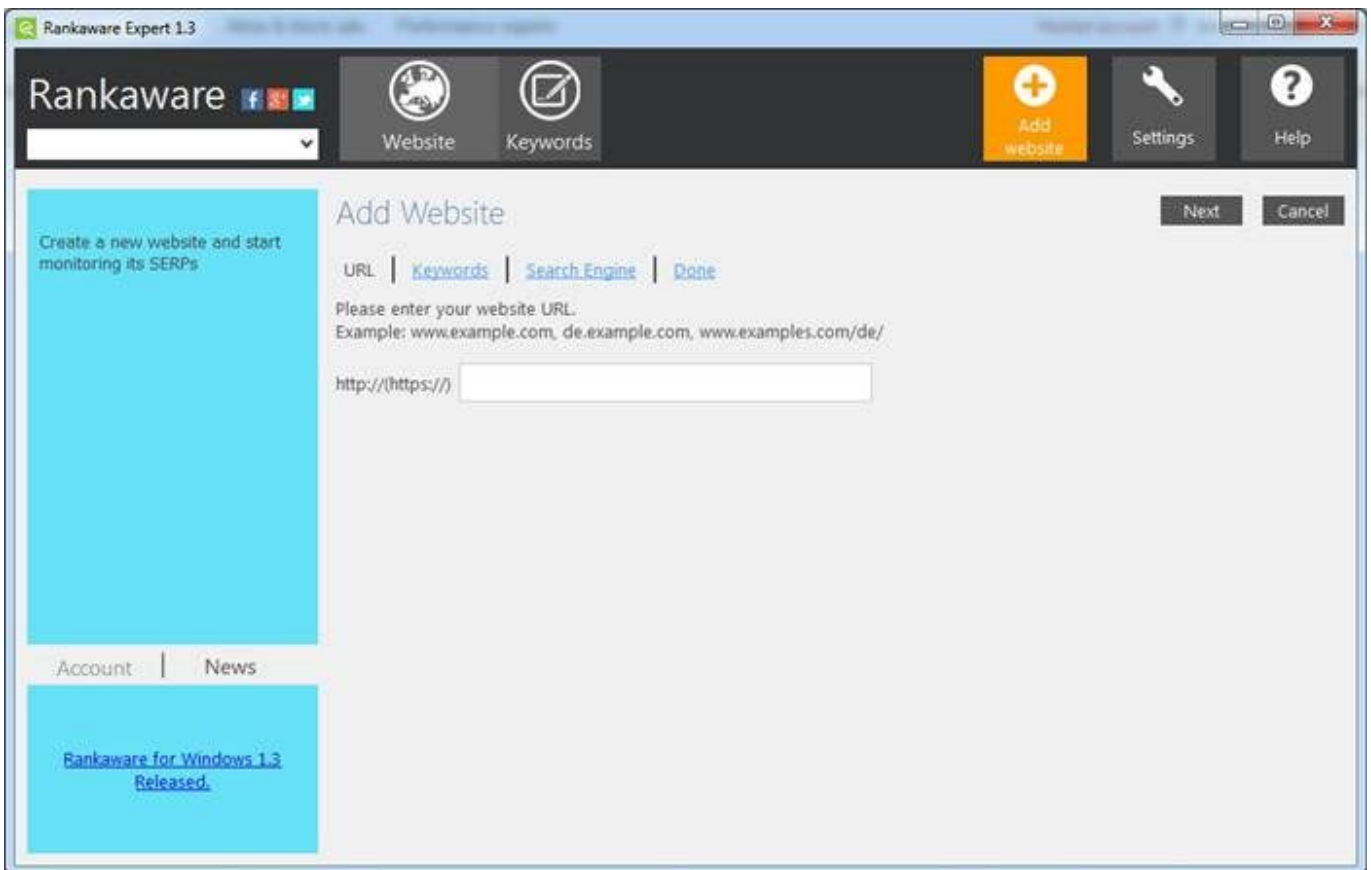 Rankaware Expert 1.3
Rankaware
Website
Keywords
Add
website
Settings
Help
Create a new website and start
monitoring its SERPs
Add Website
Next
Cancel
URL | Keywords | Search Engine | Done
Please enter your website URL.
Example: www.example.com, de.example.com, www.examples.com/de/
http://(https://)
Account | News
Rankaware for Windows 1.3
Released.